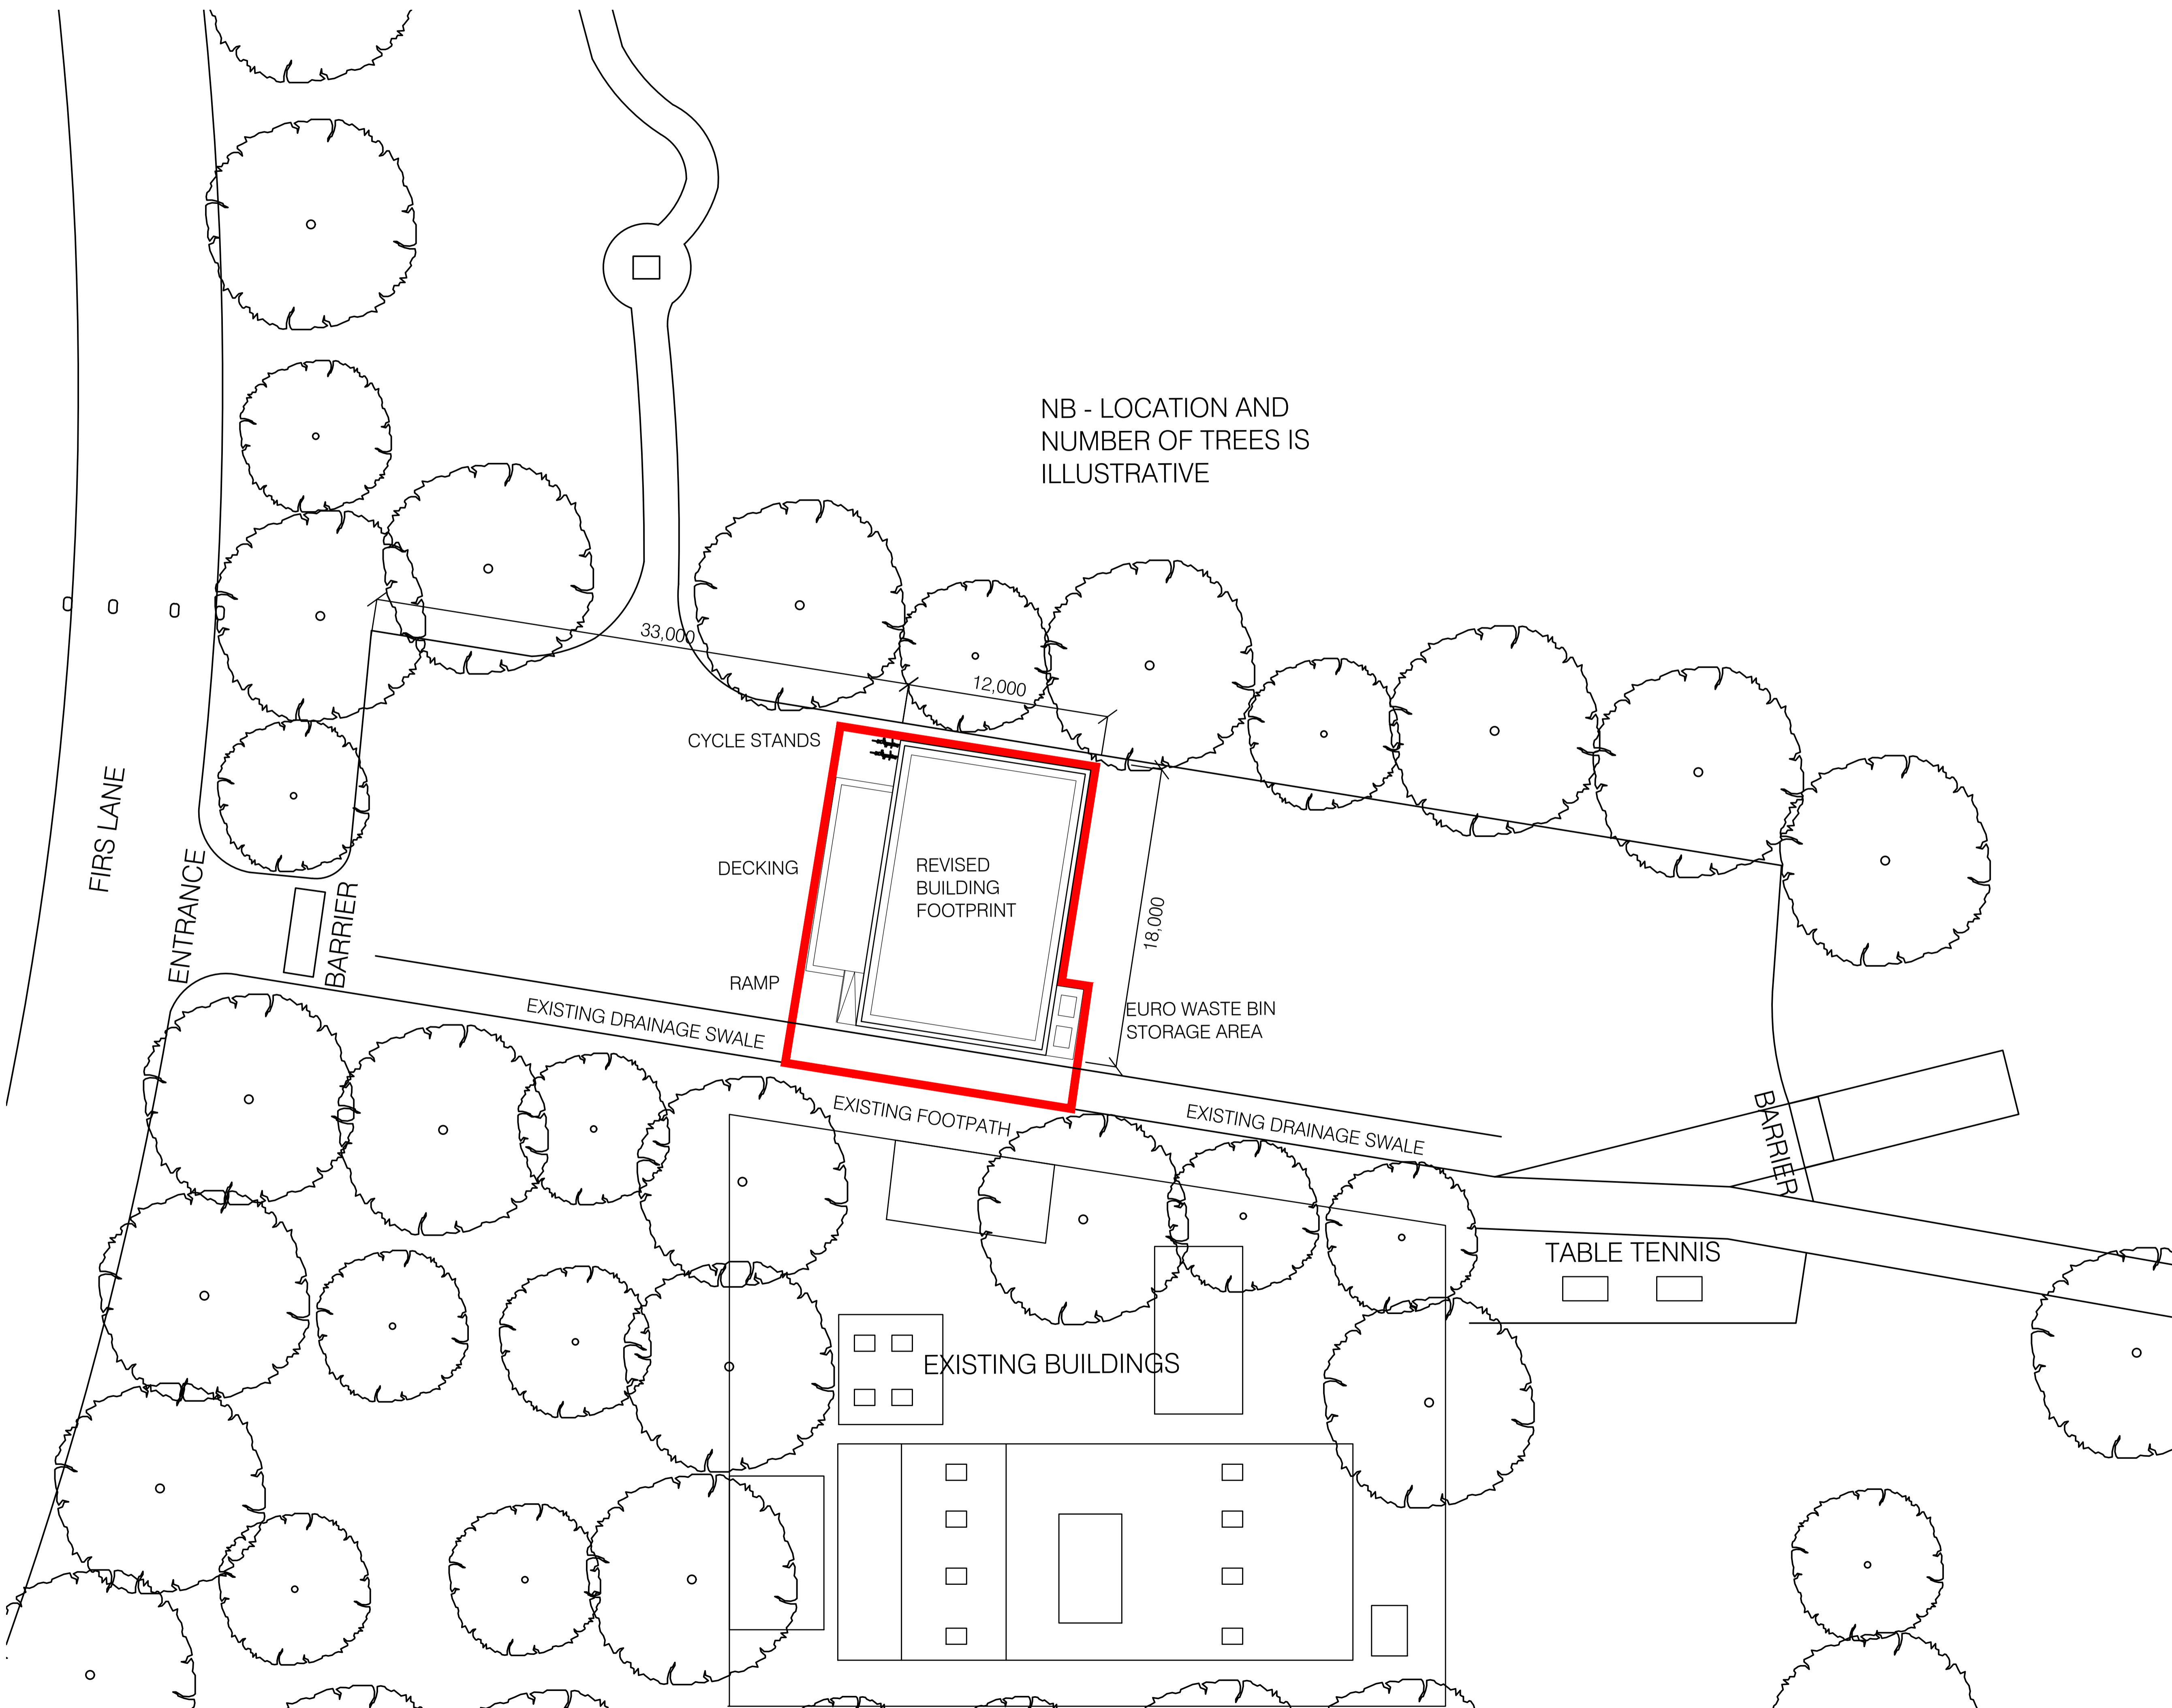 NB - LOCATION AND
NUMBER OF TREES IS
ILLUSTRATIVE
33,000
12,000
CYCLE STANDS
DECKING
REVISED
BUILDING
FOOTPRINT
18,000
FIRS LANE
ENTRANCE
BARRIER
RAMP
EXISTING DRAINAGE SWALE
EURO WASTE BIN
STORAGE AREA
EXISTING FOOTPATH
EXISTING DRAINAGE SWALE
BARRIER
TABLE TENNIS
EXISTING BUILDINGS